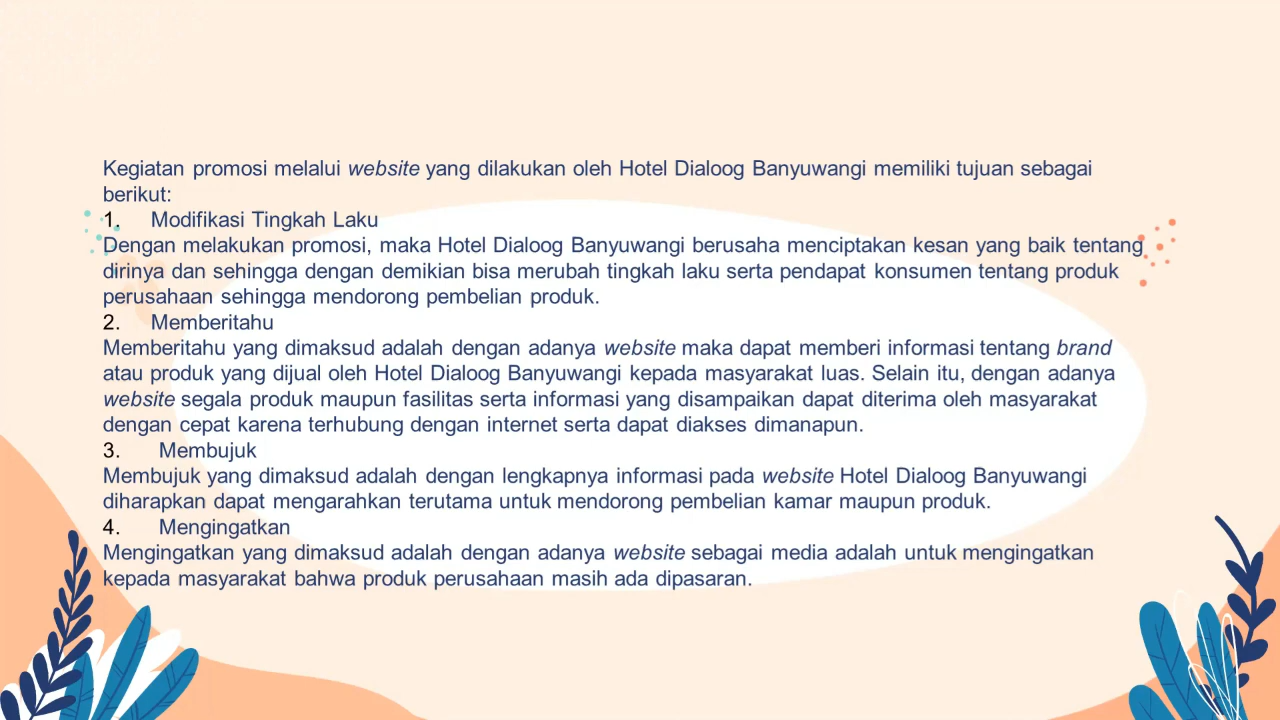 Kegiatan promosi melalui website yang dilakukan oleh Hotel Dialoog Banyuwangi memiliki tujuan sebagai
berikut:
1. Modifikasi Tingkah Laku
Dengan melakukan promosi, maka Hotel Dialoog Banyuwangi berusaha menciptakan kesan yang baik tentang
dirinya dan sehingga dengan demikian bisa merubah tingkah laku serta pendapat konsumen tentang produk
perusahaan sehingga mendorong pembelian produk.
2. Memberitahu
Memberitahu yang dimaksud adalah dengan adanya website maka dapat memberi informasi tentang brand
atau produk yang dijual oleh Hotel Dialoog Banyuwangi kepada masyarakat luas. Selain itu, dengan adanya
website segala produk maupun fasilitas serta informasi yang disampaikan dapat diterima oleh masyarakat
dengan cepat karena terhubung dengan internet serta dapat diakses dimanapun.
3. Membujuk
Membujuk yang dimaksud adalah dengan lengkapnya informasi pada website Hotel Dialoog Banyuwangi
diharapkan dapat mengarahkan terutama untuk mendorong pembelian kamar maupun produk.
4. Mengingatkan
Mengingatkan yang dimaksud adalah dengan adanya website sebagai media adalah untuk mengingatkan
kepada masyarakat bahwa produk perusahaan masih ada dipasaran.